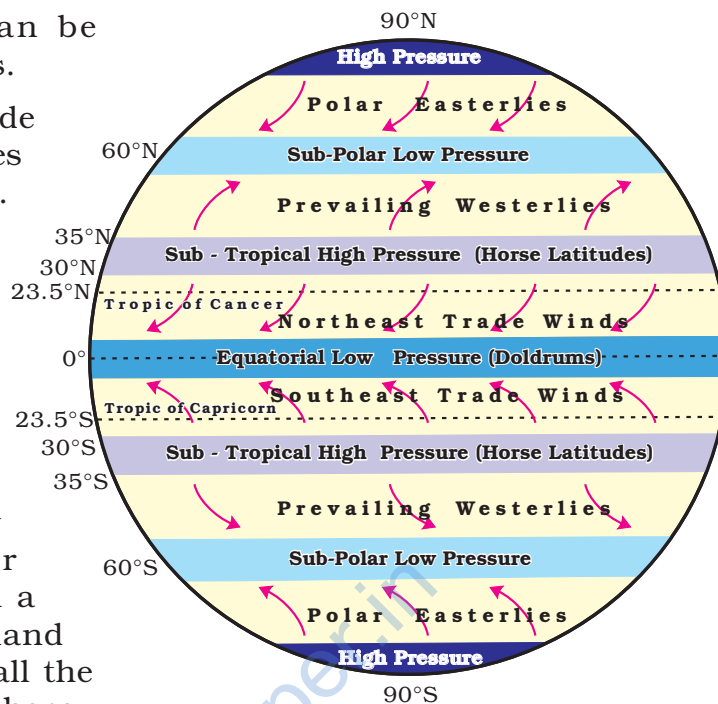 an be
s.
de
es
.
r
a
and
all the
here
90°N
High Pressure
Polar Easterlies
60°N
Sub-Polar Low Pressure
Prevailing Westerlies
35°N
Sub - Tropical High Pressure (Horse Latitudes)
30°N
23.5°N
Tropic of Cancer
Northeast Trade Winds
0°
Equatorial Low Pressure (Doldrums)
Southeast Trade Winds
Tropic of Capricorn
23.5°S
30°S
Sub - Tropical High Pressure (Horse Latitudes)
35°S
Prevailing Westerlies
60°S
Sub-Polar Low Pressure
Polar Easterlies
High Pressure
90°S
per.in